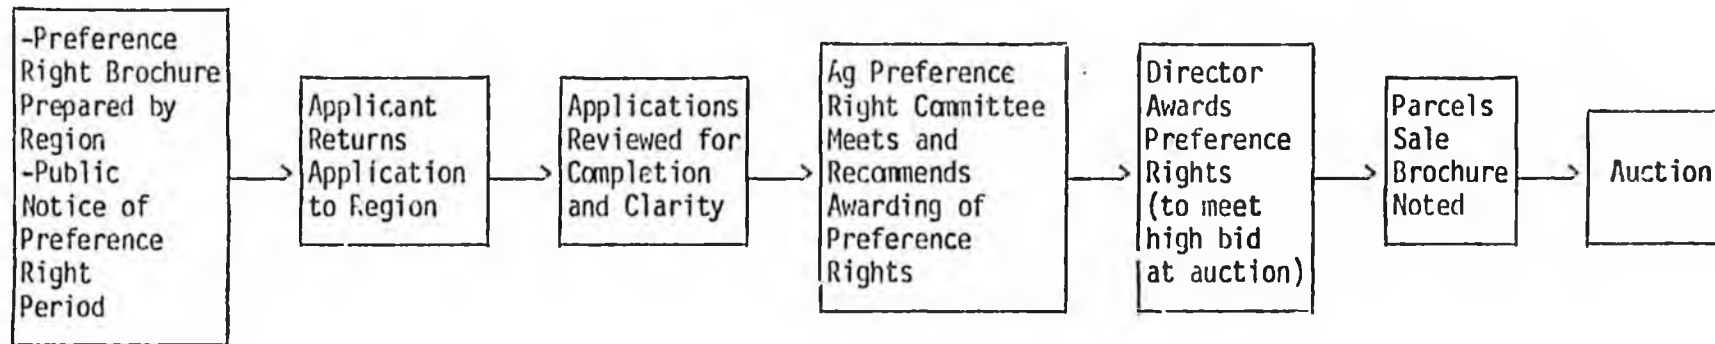 -Preference
Right Brochure
Prepared by
Region
-Public
Notice of
Preference
Right
Period
Applicant
Returns
Application
to Region
Applications
Reviewed for
Completion
and Clarity
Ag Preference
Right Committee
Meets and
Recommends
Awarding of
Preference
Rights
Director
Awards
Preference
Rights
(to meet
high bid
at auction)
Parcels
Sale
Brochure
Noted
Auction